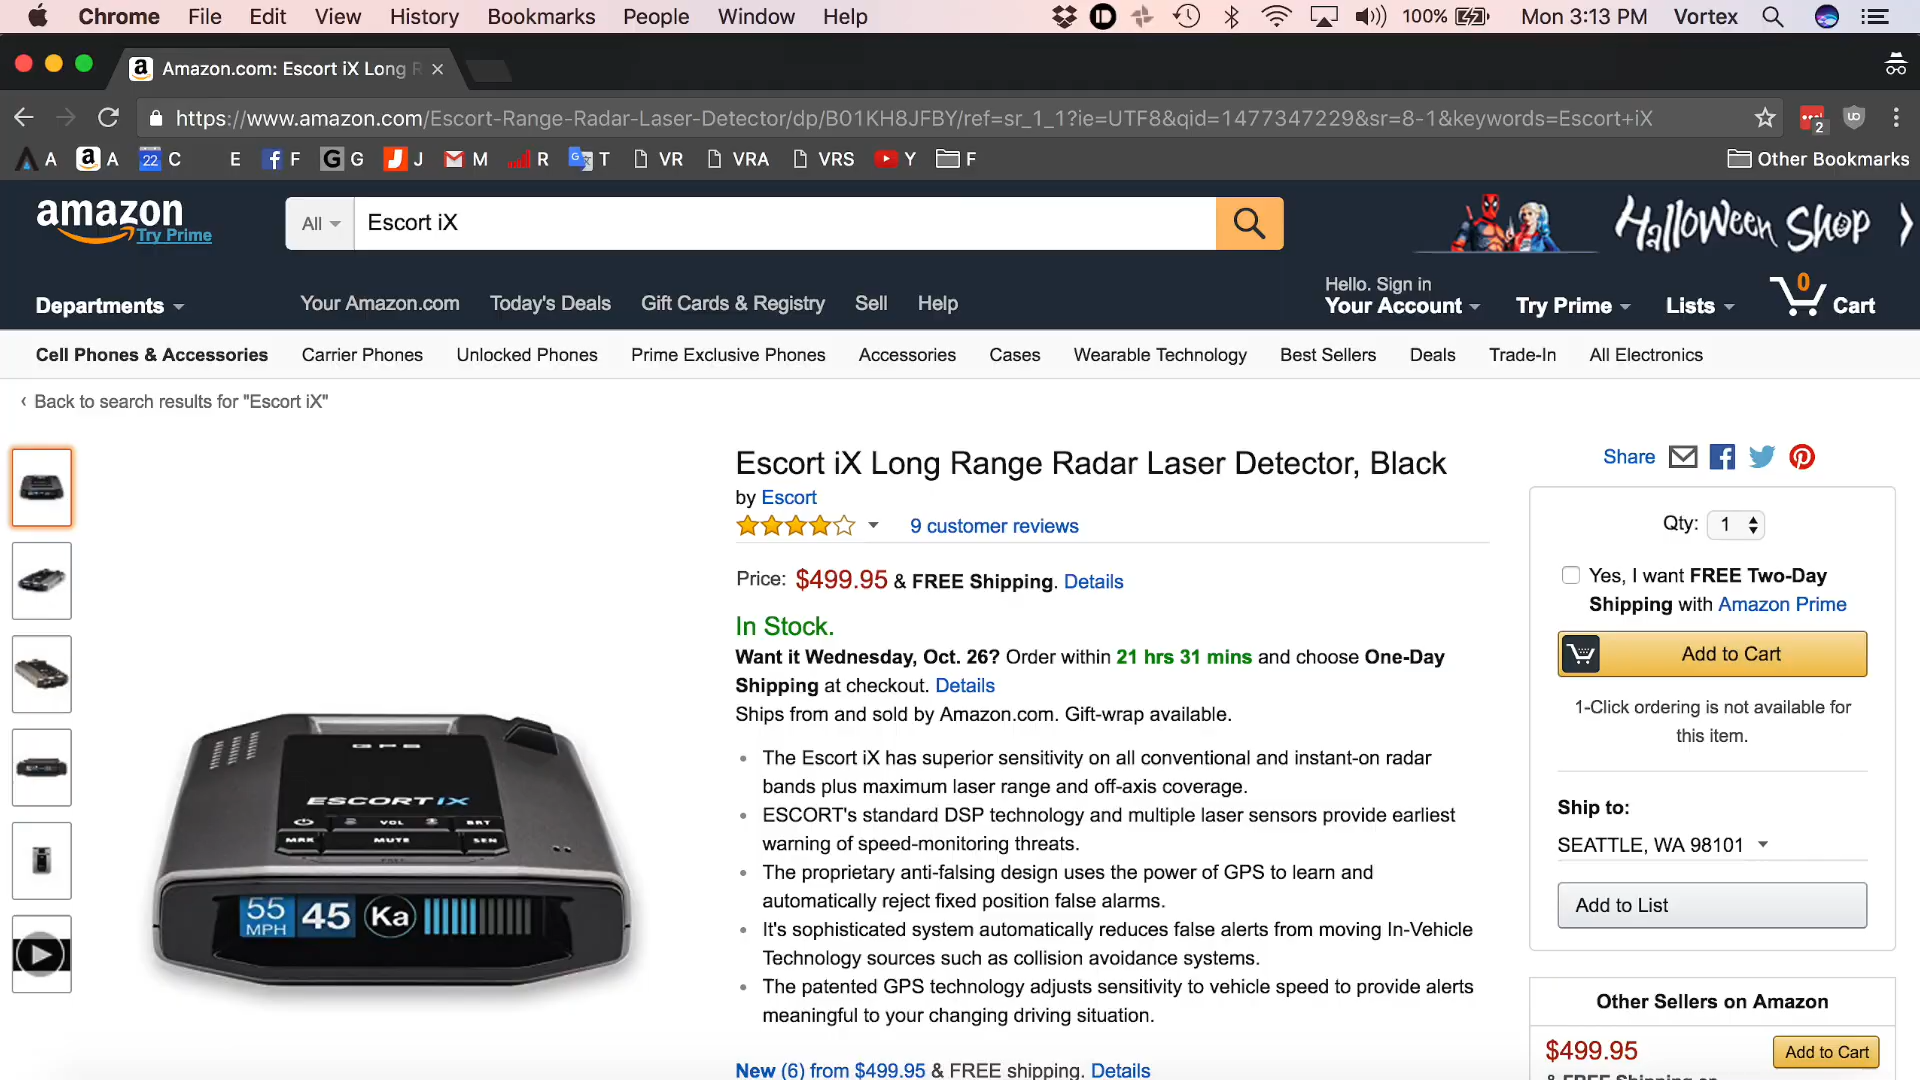 Chrome File Edit View History Bookmarks People Window Help 100% Mon 3:13 PM Vortex
Amazon.com: Escort iX Long R
https://www.amazon.com/Escort-Range-Radar-Laser-Detector/dp/B01KH8JFBY/ref=sr_1_1?ie=UTF8&qid=1477347229&sr=8-1&keywords=Escort+iX 2
A A 22 C E F G J M R T VR VRA VRS Y F Other Bookmarks
amazon
Try Prime
All Escort iX
Halloween Shop
Departments Your Amazon.com Today's Deals Gift Cards & Registry Sell Help
Hello. Sign in
Your Account Try Prime Lists 0 Cart
Cell Phones & Accessories Carrier Phones Unlocked Phones Prime Exclusive Phones Accessories Cases Wearable Technology Best Sellers Deals Trade-In All Electronics
‹ Back to search results for "Escort iX"
Escort iX Long Range Radar Laser Detector, Black
by Escort
9 customer reviews
Price: $499.95 & FREE Shipping. Details
In Stock.
Want it Wednesday, Oct. 26? Order within 21 hrs 31 mins and choose One-Day
Shipping at checkout. Details
Ships from and sold by Amazon.com. Gift-wrap available.
The Escort iX has superior sensitivity on all conventional and instant-on radar
bands plus maximum laser range and off-axis coverage.
ESCORT's standard DSP technology and multiple laser sensors provide earliest
warning of speed-monitoring threats.
The proprietary anti-falsing design uses the power of GPS to learn and
automatically reject fixed position false alarms.
It's sophisticated system automatically reduces false alerts from moving In-Vehicle
Technology sources such as collision avoidance systems.
The patented GPS technology adjusts sensitivity to vehicle speed to provide alerts
meaningful to your changing driving situation.
New (6) from $499.95 & FREE shipping. Details
GPS
ESCORT iX
VOL BRT
MRK MUTE SEN
55
MPH
45 Ka
Share
Qty: 1
Yes, I want FREE Two-Day
Shipping with Amazon Prime
Add to Cart
1-Click ordering is not available for
this item.
Ship to:
SEATTLE, WA 98101
Add to List
Other Sellers on Amazon
$499.95 Add to Cart